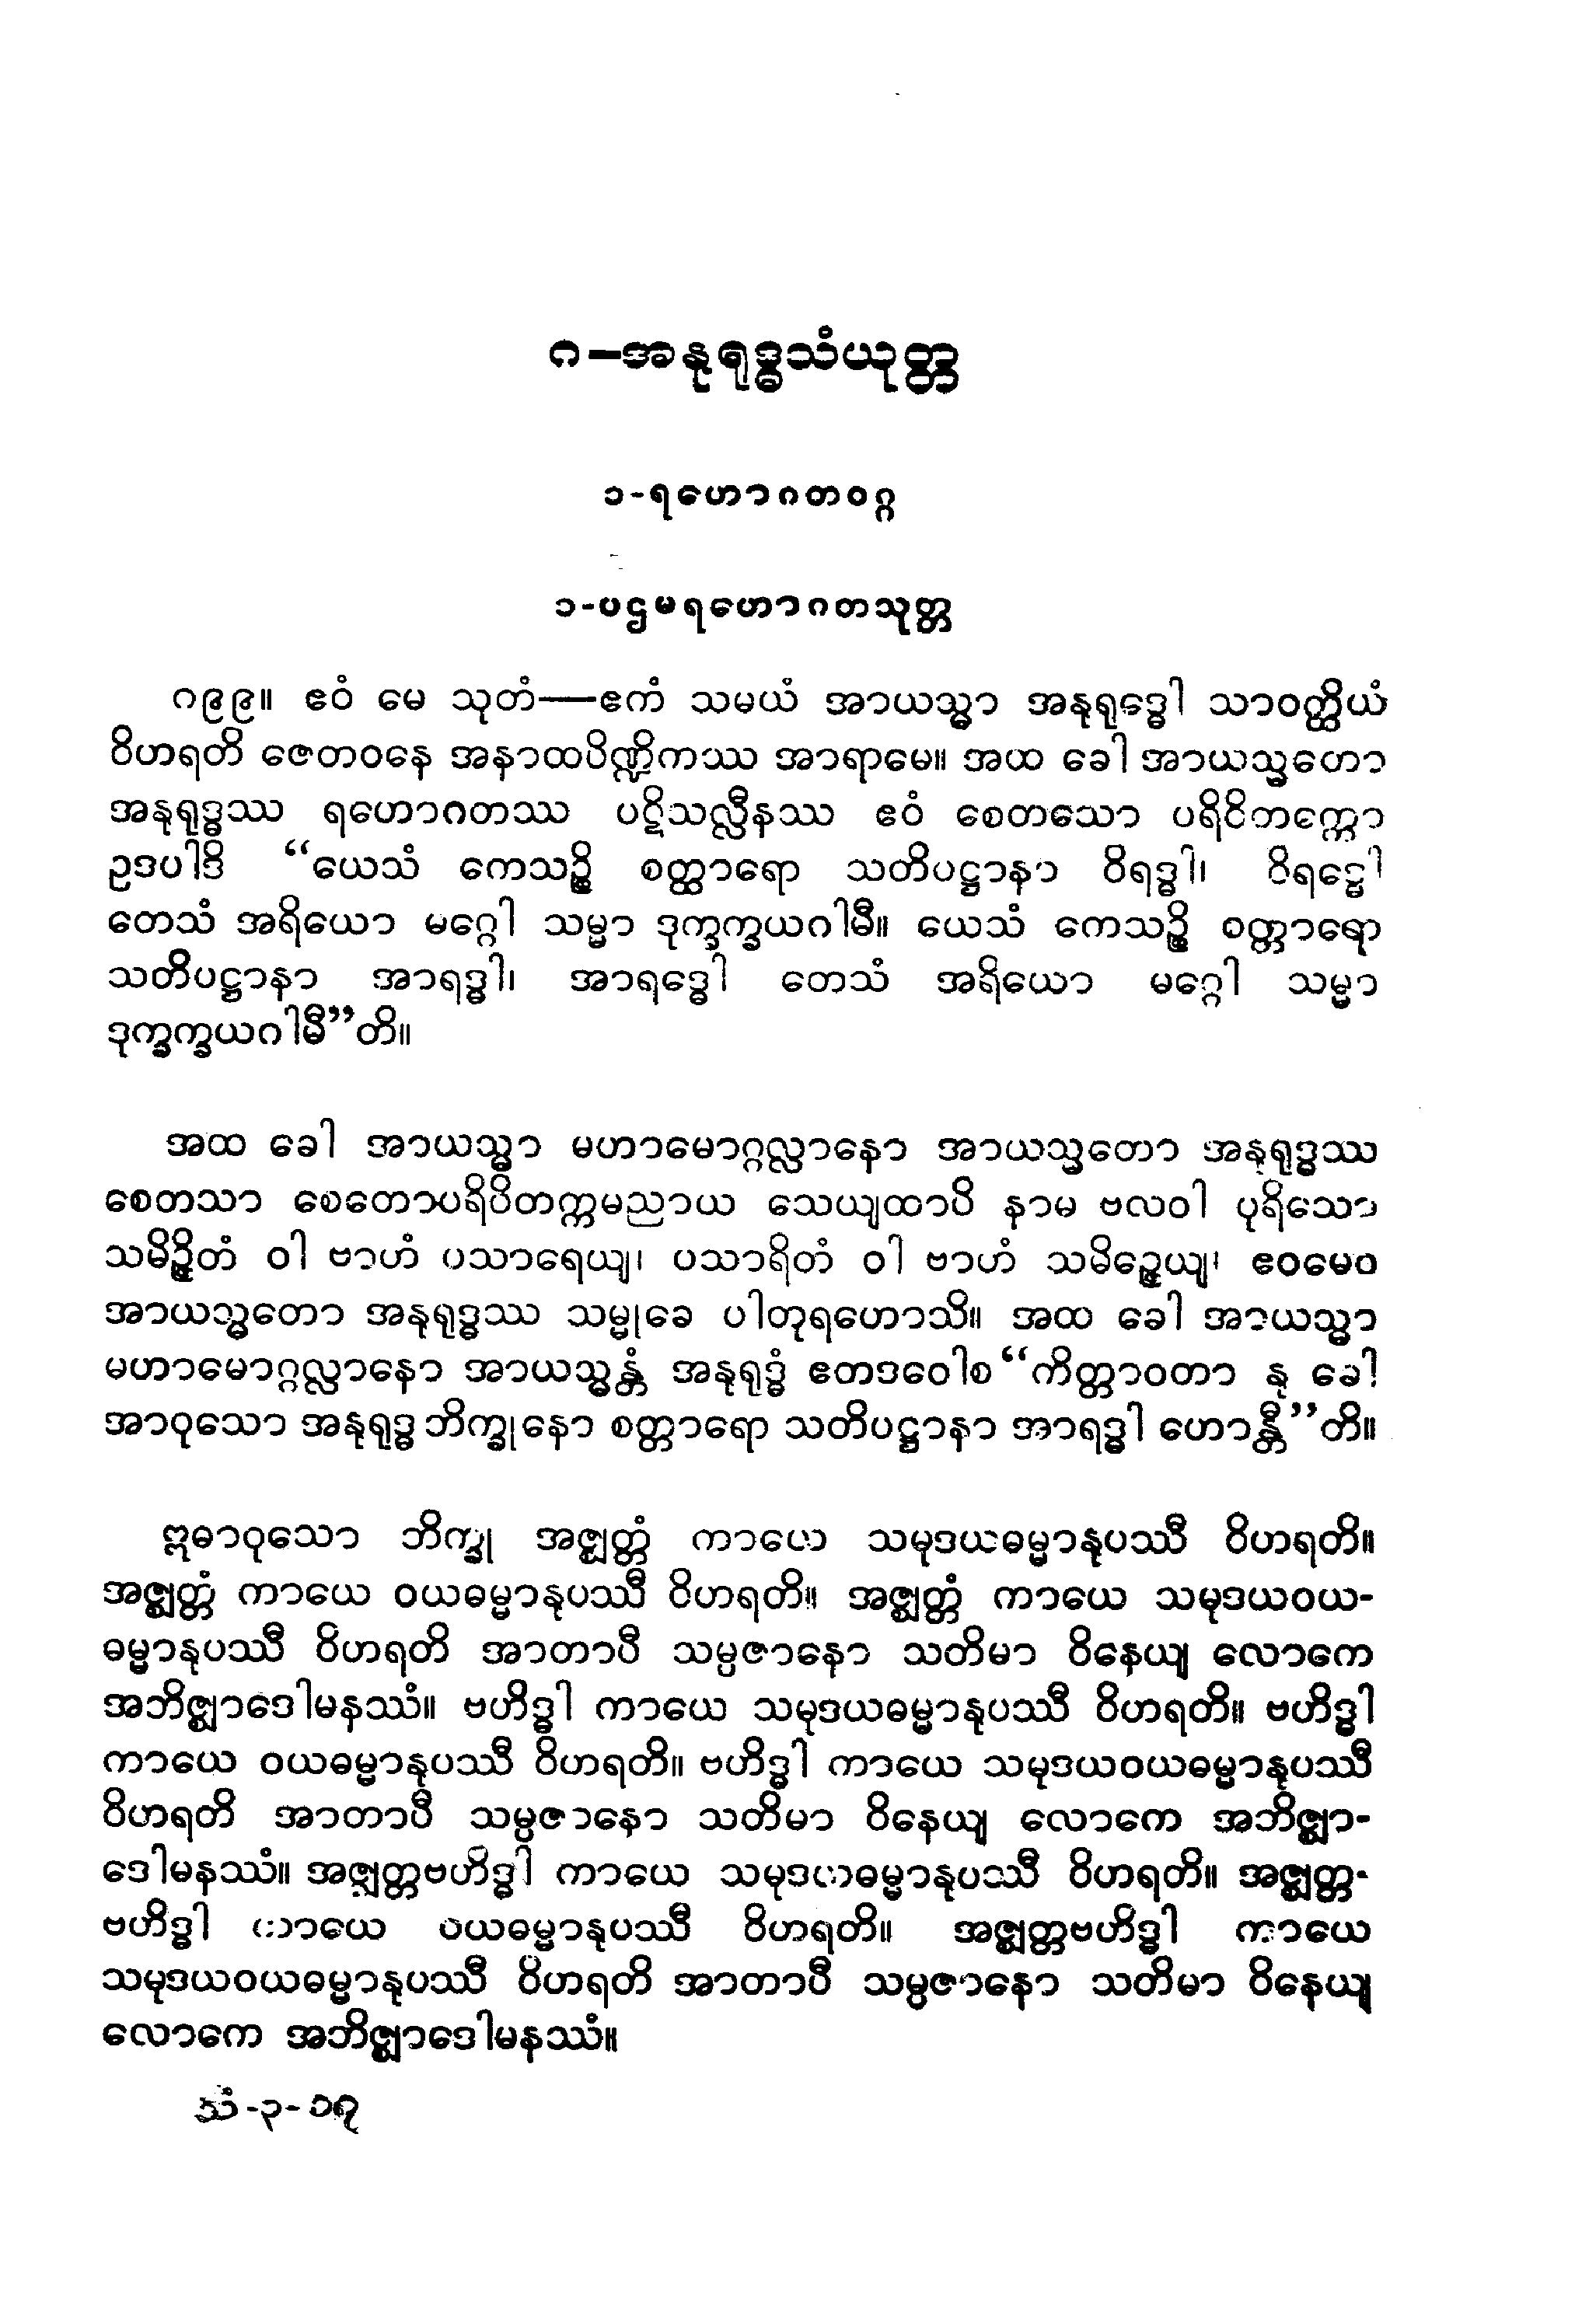 ဂ–အနုရုဒ္ဓသံယုတ္တ
၁-ရဟောဂတဝဂ္ဂ
၁-ပဌမရဟောဂတသုတ္တ
ဂ၉၉။ ဧဝံ မေ သုတံ—ဧကံ သမယံ အာယသ္မာ အနုရုဒ္ဓေါ သာဝတ္ထိယံ
ဝိဟရတိ ဇေတဝနေ အနာထပိဏ္ဍိကဿ အာရာမေ။ အထ ခေါ အာယသ္မတော
အနုရုဒ္ဓဿ ရဟောဂတဿ ပဋိသလ္လီနဿ ဧဝံ စေတသော ပရိဝိတက္ကော
ဥဒပါဒိ “ယေသံ ကေသဉ္စိ စတ္ထာရော သတိပဋ္ဌာနာ ဝိရဒ္ဓါ၊ ဝိရဒ္ဓေါ
တေသံ အရိယော မဂ္ဂေါ သမ္မာ ဒုက္ခက္ခယဂါမီ။ ယေသံ ကေသဉ္စိ စတ္တာရော
သတိပဋ္ဌာနာ အာရဒ္ဓါ၊ အာရဒ္ဓေါ တေသံ အရိယော မဂ္ဂေါ သမ္မာ
ဒုက္ခက္ခယဂါမီ”တိ။
အထ ခေါ အာယသ္မာ မဟာမောဂ္ဂလ္လာနော အာယသ္မတော အနုရုဒ္ဓဿ
စေတသာ စေတောပရိဝိတက္ကမညာယ သေယျထာပိ နာမ ဗလဝါ ပုရိသော
သမိဉ္ဇိတံ ဝါ ဗာဟံ ပသာရေယျ၊ ပသာရိတံ ဝါ ဗာဟံ သမိဉ္ဇေယျ၊ ဧဝမေဝ
အာယသ္မတော အနုရုဒ္ဓဿ သမ္မုခေ ပါတုရဟောသိ။ အထ ခေါ အာယသ္မာ
မဟာမောဂ္ဂလ္လာနော အာယသ္မန္တံ အနုရုဒ္ဓံ ဧတဒဝေါစ “ကိတ္တာဝတာ နု ခေါ
အာဝုသော အနုရုဒ္ဓ ဘိက္ခုနော စတ္တာရော သတိပဋ္ဌာနာ အာရဒ္ဓါ ဟောန္တီ”တိ။
ဣဓာဝုသော ဘိက္ခု အဇ္ဈတ္တံ ကာယေ သမုဒယဓမ္မာနုပဿီ ဝိဟရတိ။
အဇ္ဈတ္တံ ကာယေ ဝယဓမ္မာနုပဿီ ဝိဟရတိ။ အဇ္ဈတ္တံ ကာယေ သမုဒယဝယ-
ဓမ္မာနုပဿီ ဝိဟရတိ အာတာပီ သမ္ပဇာနော သတိမာ ဝိနေယျ လောကေ
အဘိဇ္ဈာဒေါမနဿံ။ ဗဟိဒ္ဓါ ကာယေ သမုဒယဓမ္မာနုပဿီ ဝိဟရတိ။ ဗဟိဒ္ဓါ
ကာယေ ဝယဓမ္မာနုပဿီ ဝိဟရတိ။ ဗဟိဒ္ဓါ ကာယေ သမုဒယဝယဓမ္မာနုပဿီ
ဝိဟရတိ အာတာပီ သမ္ပဇာနော သတိမာ ဝိနေယျ လောကေ အဘိဇ္ဈာ-
ဒေါမနဿံ။ အဇ္ဈတ္တဗဟိဒ္ဓါ ကာယေ သမုဒယဓမ္မာနုပဿီ ဝိဟရတိ။ အဇ္ဈတ္တ-
ဗဟိဒ္ဓါ ကာယေ ဝယဓမ္မာနုပဿီ ဝိဟရတိ။ အဇ္ဈတ္တဗဟိဒ္ဓါ ကာယေ
သမုဒယဝယဓမ္မာနုပဿီ ဝိဟရတိ အာတာပီ သမ္ပဇာနော သတိမာ ဝိနေယျ
လောကေ အဘိဇ္ဈာဒေါမနဿံ။
သံ-၃-၁၇